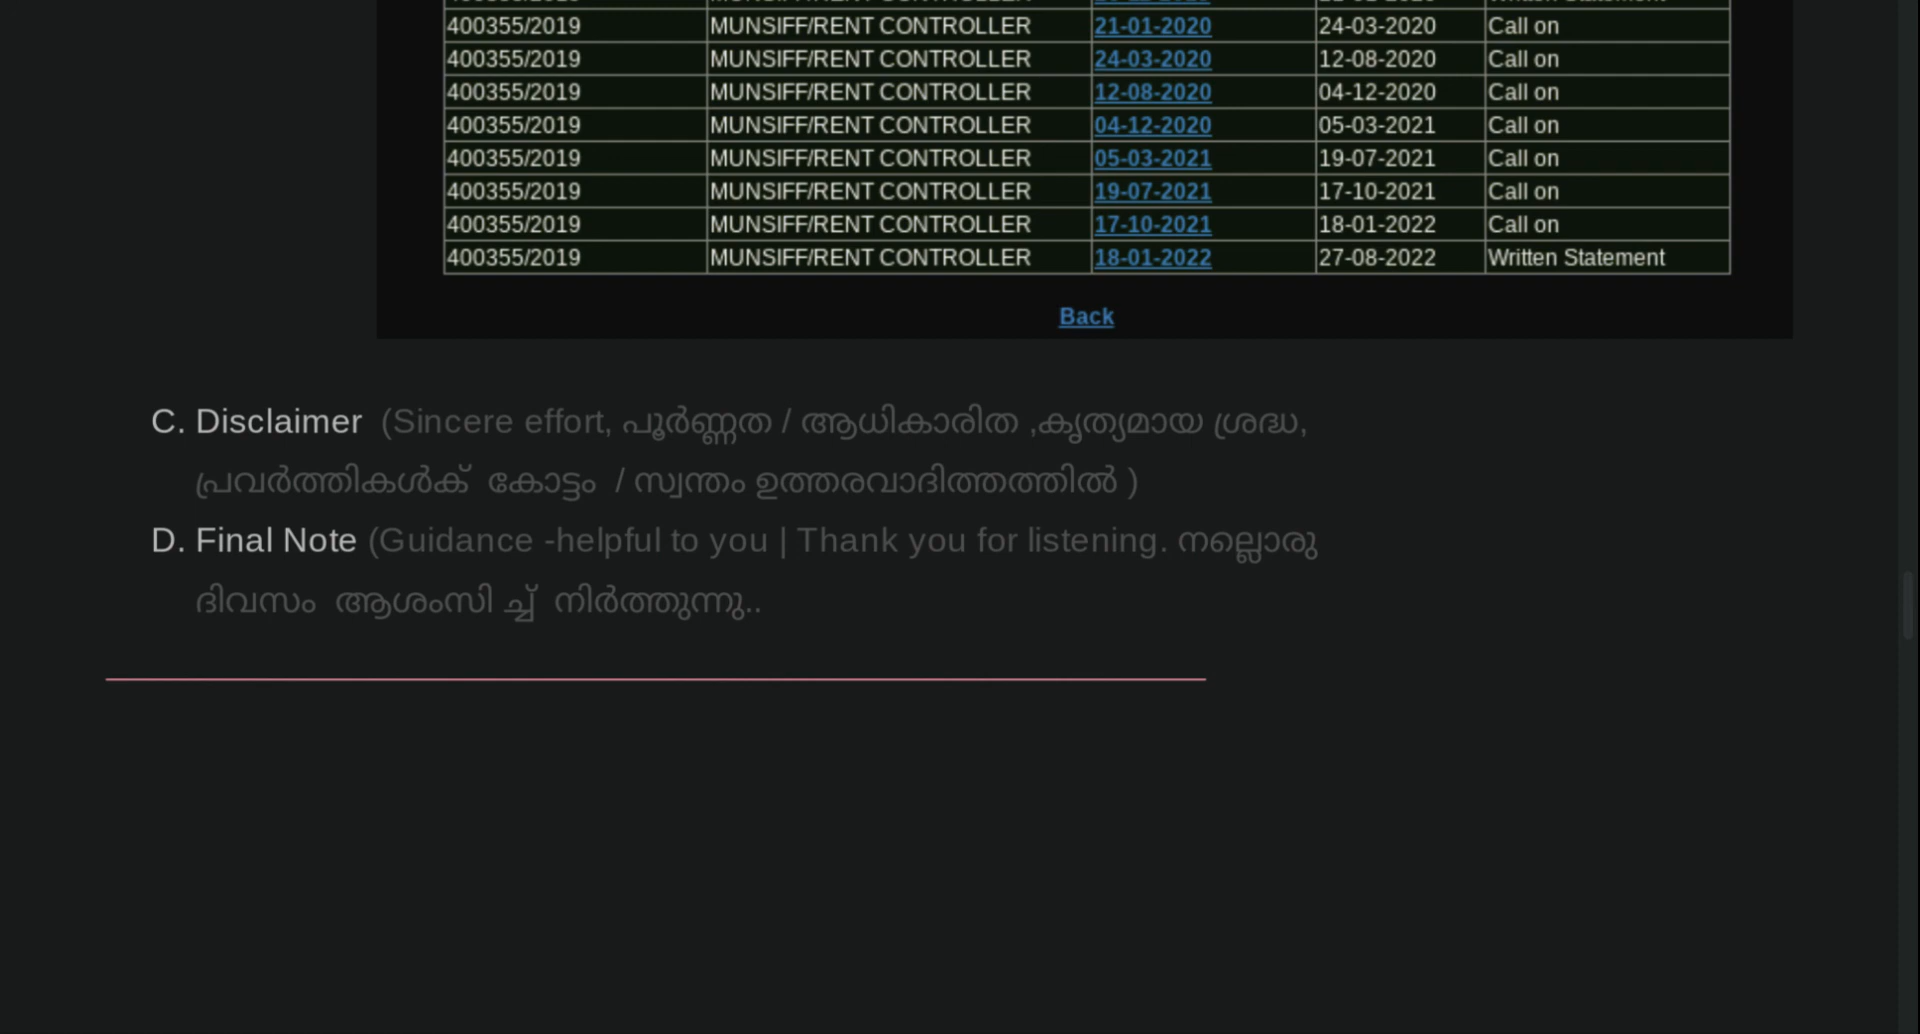 400355/2019 MUNSIFF/RENT CONTROLLER 21-01-2020 24-03-2020 Call on
400355/2019 MUNSIFF/RENT CONTROLLER 24-03-2020 12-08-2020 Call on
400355/2019 MUNSIFF/RENT CONTROLLER 12-08-2020 04-12-2020 Call on
400355/2019 MUNSIFF/RENT CONTROLLER 04-12-2020 05-03-2021 Call on
400355/2019 MUNSIFF/RENT CONTROLLER 05-03-2021 19-07-2021 Call on
400355/2019 MUNSIFF/RENT CONTROLLER 19-07-2021 17-10-2021 Call on
400355/2019 MUNSIFF/RENT CONTROLLER 17-10-2021 18-01-2022 Call on
400355/2019 MUNSIFF/RENT CONTROLLER 18-01-2022 27-08-2022 Written Statement
Back
C. Disclaimer (Sincere effort, പൂർണ്ണത / ആധികാരിത ,കൃത്യമായ ശ്രദ്ധ,
പ്രവർത്തികൾക് കോട്ടം / സ്വന്തം ഉത്തരവാദിത്തത്തിൽ )
D. Final Note (Guidance -helpful to you | Thank you for listening. നല്ലൊരു
ദിവസം ആശംസി ച്ച് നിർത്തുന്നു..